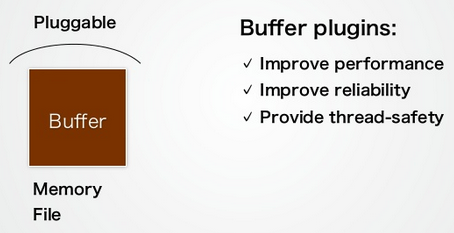 Pluggable
Buffer
Memory
File
Buffer plugins:
✓ Improve performance
✓ Improve reliability
✓ Provide thread-safety